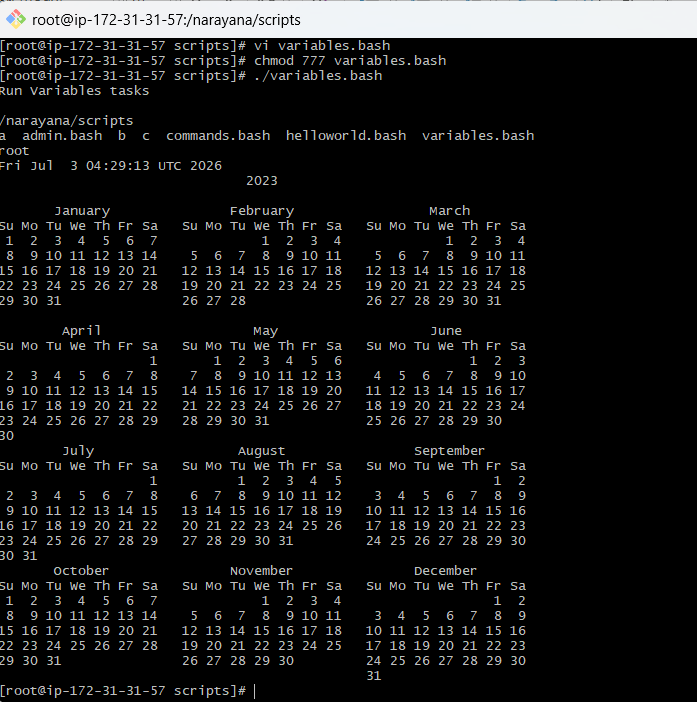 root@ip-172-31-31-57:/narayana/scripts
[root@ip-172-31-31-57 scripts]# vi variables.bash
[root@ip-172-31-31-57 scripts]# chmod 777 variables.bash
[root@ip-172-31-31-57 scripts]# ./variables.bash
Run Variables tasks

/narayana/scripts
a  admin.bash  b  c  commands.bash  helloworld.bash  variables.bash
root
Fri Jul  3 04:29:13 UTC 2026
                               2023

       January               February                 March
Su Mo Tu We Th Fr Sa   Su Mo Tu We Th Fr Sa   Su Mo Tu We Th Fr Sa
 1  2  3  4  5  6  7             1  2  3  4             1  2  3  4
 8  9 10 11 12 13 14    5  6  7  8  9 10 11    5  6  7  8  9 10 11
15 16 17 18 19 20 21   12 13 14 15 16 17 18   12 13 14 15 16 17 18
22 23 24 25 26 27 28   19 20 21 22 23 24 25   19 20 21 22 23 24 25
29 30 31               26 27 28               26 27 28 29 30 31

        April                   May                   June
Su Mo Tu We Th Fr Sa   Su Mo Tu We Th Fr Sa   Su Mo Tu We Th Fr Sa
                   1       1  2  3  4  5  6                1  2  3
 2  3  4  5  6  7  8    7  8  9 10 11 12 13    4  5  6  7  8  9 10
 9 10 11 12 13 14 15   14 15 16 17 18 19 20   11 12 13 14 15 16 17
16 17 18 19 20 21 22   21 22 23 24 25 26 27   18 19 20 21 22 23 24
23 24 25 26 27 28 29   28 29 30 31            25 26 27 28 29 30
30
        July                  August                September
Su Mo Tu We Th Fr Sa   Su Mo Tu We Th Fr Sa   Su Mo Tu We Th Fr Sa
                   1          1  2  3  4  5                   1  2
 2  3  4  5  6  7  8    6  7  8  9 10 11 12    3  4  5  6  7  8  9
 9 10 11 12 13 14 15   13 14 15 16 17 18 19   10 11 12 13 14 15 16
16 17 18 19 20 21 22   20 21 22 23 24 25 26   17 18 19 20 21 22 23
23 24 25 26 27 28 29   27 28 29 30 31         24 25 26 27 28 29 30
30 31
       October               November               December
Su Mo Tu We Th Fr Sa   Su Mo Tu We Th Fr Sa   Su Mo Tu We Th Fr Sa
 1  2  3  4  5  6  7             1  2  3  4                   1  2
 8  9 10 11 12 13 14    5  6  7  8  9 10 11    3  4  5  6  7  8  9
15 16 17 18 19 20 21   12 13 14 15 16 17 18   10 11 12 13 14 15 16
22 23 24 25 26 27 28   19 20 21 22 23 24 25   17 18 19 20 21 22 23
29 30 31               26 27 28 29 30         24 25 26 27 28 29 30
                                              31
[root@ip-172-31-31-57 scripts]#